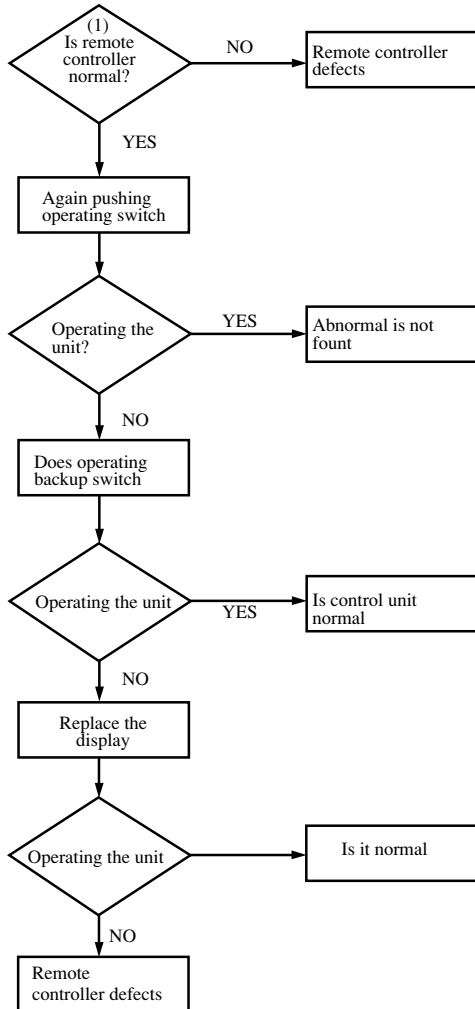 (1)
Is remote
controller
normal?
NO
Remote controller
defects
YES
Again pushing
operating switch
Operating the
unit?
YES
Abnormal is not
fount
NO
Does operating
backup switch
Operating the unit
YES
Is control unit
normal
NO
Replace the
display
Operating the unit
Is it normal
NO
Remote
controller defects